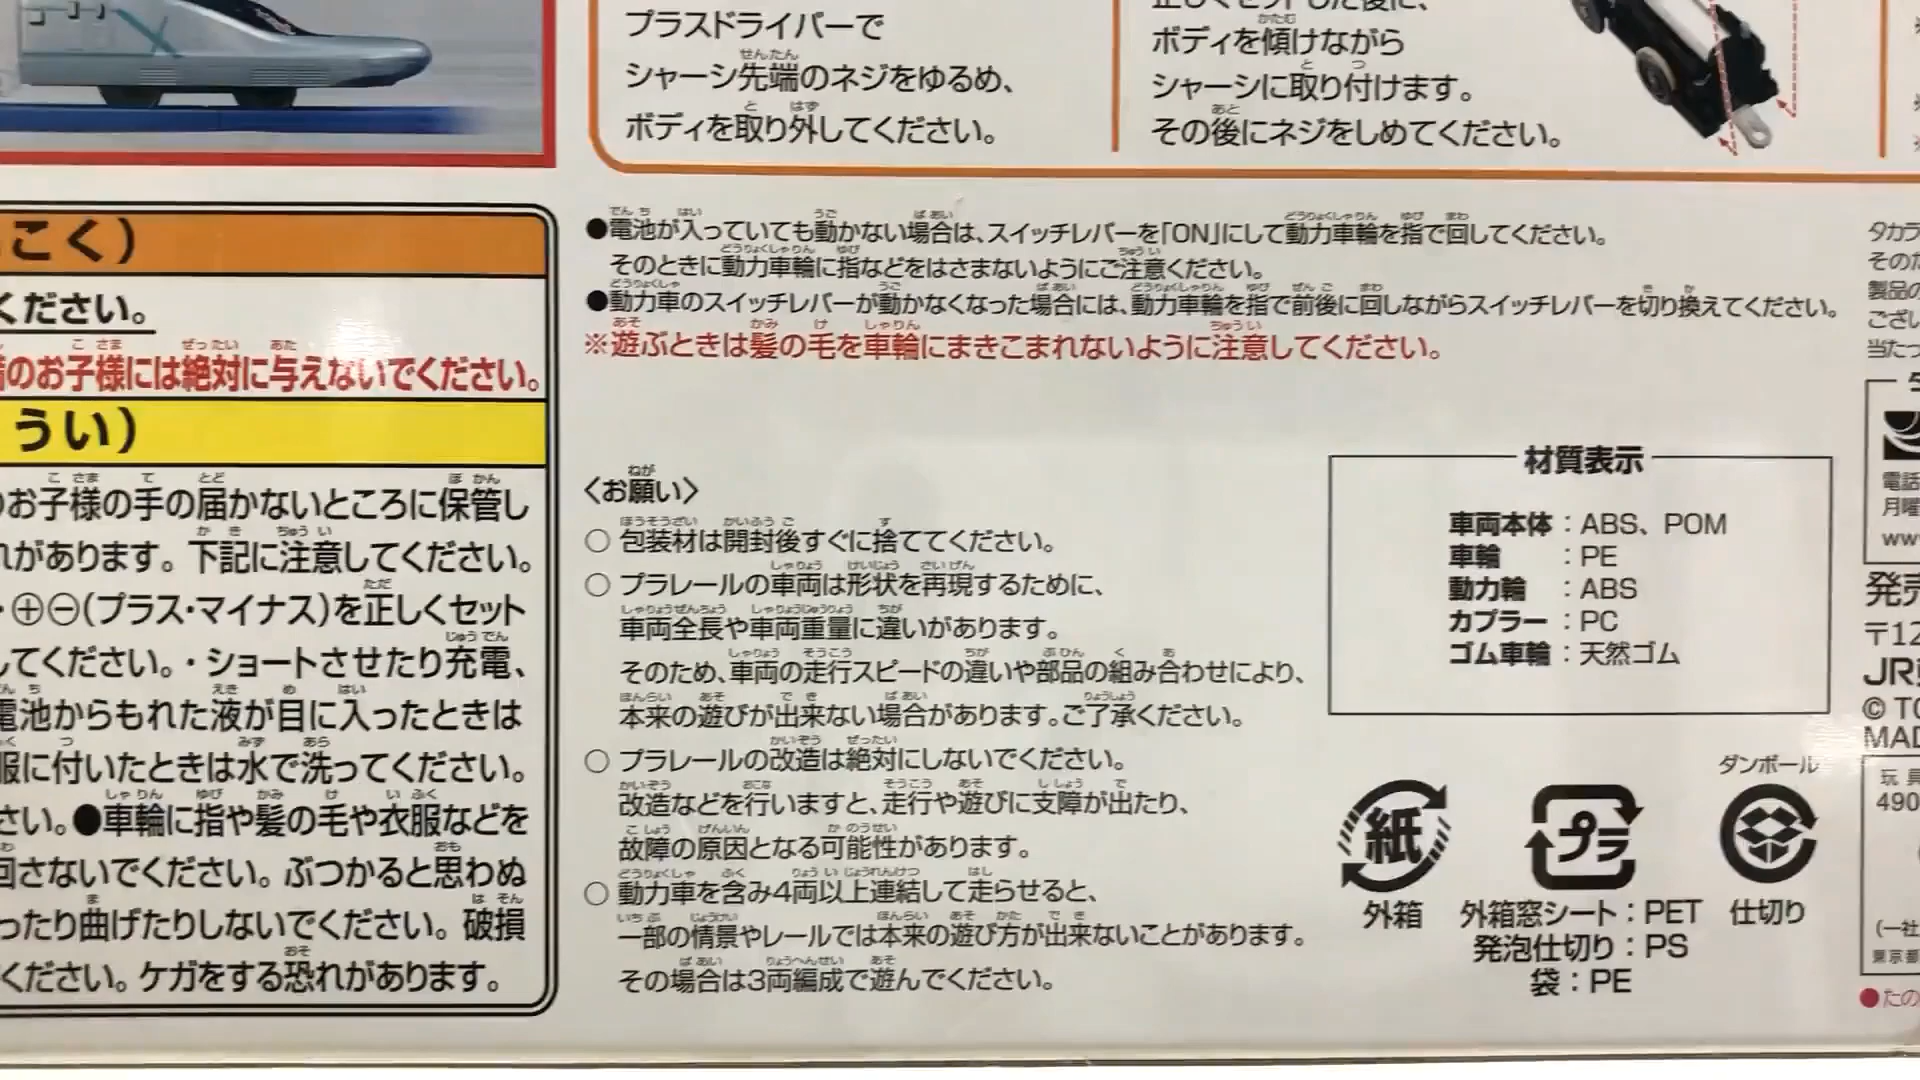 プラスドライバーで
シャーシ先端のネジをゆるめ、
ボディを取り外してください。
ボディを傾けながら
シャーシに取り付けます。
その後にネジをしめてください。
こく）
ください。
のお子様には絶対に与えないでください。
うい）
のお子様の手の届かないところに保管し
れがあります。下記に注意してください。
・⊕⊖(プラス・マイナス)を正しくセット
してください。・ショートさせたり充電、
電池からもれた液が目に入ったときは
服に付いたときは水で洗ってください。
さい。●車輪に指や髪の毛や衣服などを
回さないでください。ぶつかると思わぬ
ったり曲げたりしないでください。破損
ください。ケガをする恐れがあります。
●電池が入っていても動かない場合は、スイッチレバーを「ON」にして動力車輪を指で回してください。
そのときに動力車輪に指などをはさまないようにご注意ください。
●動力車のスイッチレバーが動かなくなった場合には、動力車輪を指で前後に回しながらスイッチレバーを切り換えてください。
※遊ぶときは髪の毛を車輪にまきこまれないように注意してください。
〈お願い〉
○ 包装材は開封後すぐに捨ててください。
○ プラレールの車両は形状を再現するために、
車両全長や車両重量に違いがあります。
そのため、車両の走行スピードの違いや部品の組み合わせにより、
本来の遊びが出来ない場合があります。ご了承ください。
○ プラレールの改造は絶対にしないでください。
改造などを行いますと、走行や遊びに支障が出たり、
故障の原因となる可能性があります。
○ 動力車を含み4両以上連結して走らせると、
一部の情景やレールでは本来の遊び方が出来ないことがあります。
その場合は3両編成で遊んでください。
材質表示
車両本体：ABS、POM
車輪：PE
動力輪：ABS
カプラー：PC
ゴム車輪：天然ゴム
ダンボール
紙
プラ
外箱
外箱窓シート：PET
発泡仕切り：PS
袋：PE
仕切り
タカラ
そのた
製品の
ござい
当たっ
電話
月曜
www
発売
〒12
JR
© TO
MAD
玩具
490
(一社
東京都
●たの